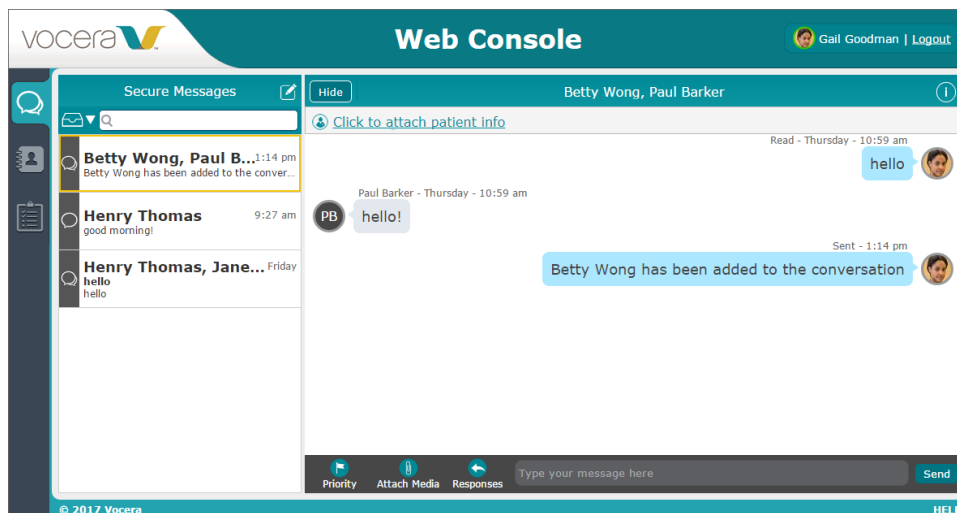 vocera
Web Console
Gail Goodman | Logout
Secure Messages
Hide
Betty Wong, Paul Barker
Click to attach patient info
Betty Wong, Paul B... 1:14 pm
Betty Wong has been added to the conver...
Henry Thomas 9:27 am
good morning!
Henry Thomas, Jane... Friday
hello
hello
Read - Thursday - 10:59 am
hello
Paul Barker - Thursday - 10:59 am
PB
hello!
Sent - 1:14 pm
Betty Wong has been added to the conversation
Priority
Attach Media
Responses
Type your message here
Send
© 2017 Vocera